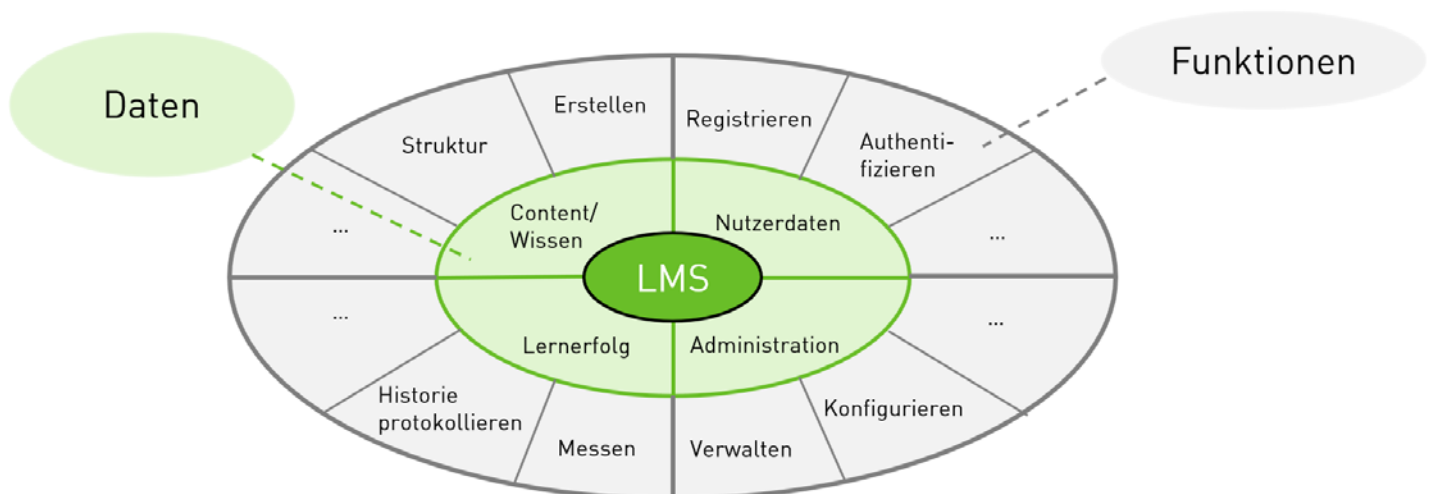 Daten
Funktionen
Erstellen
Registrieren
Struktur
Authenti-
fizieren
Content/
Wissen
Nutzerdaten
...
...
LMS
...
...
Lernerfolg
Administration
Historie
protokollieren
Konfigurieren
Messen
Verwalten